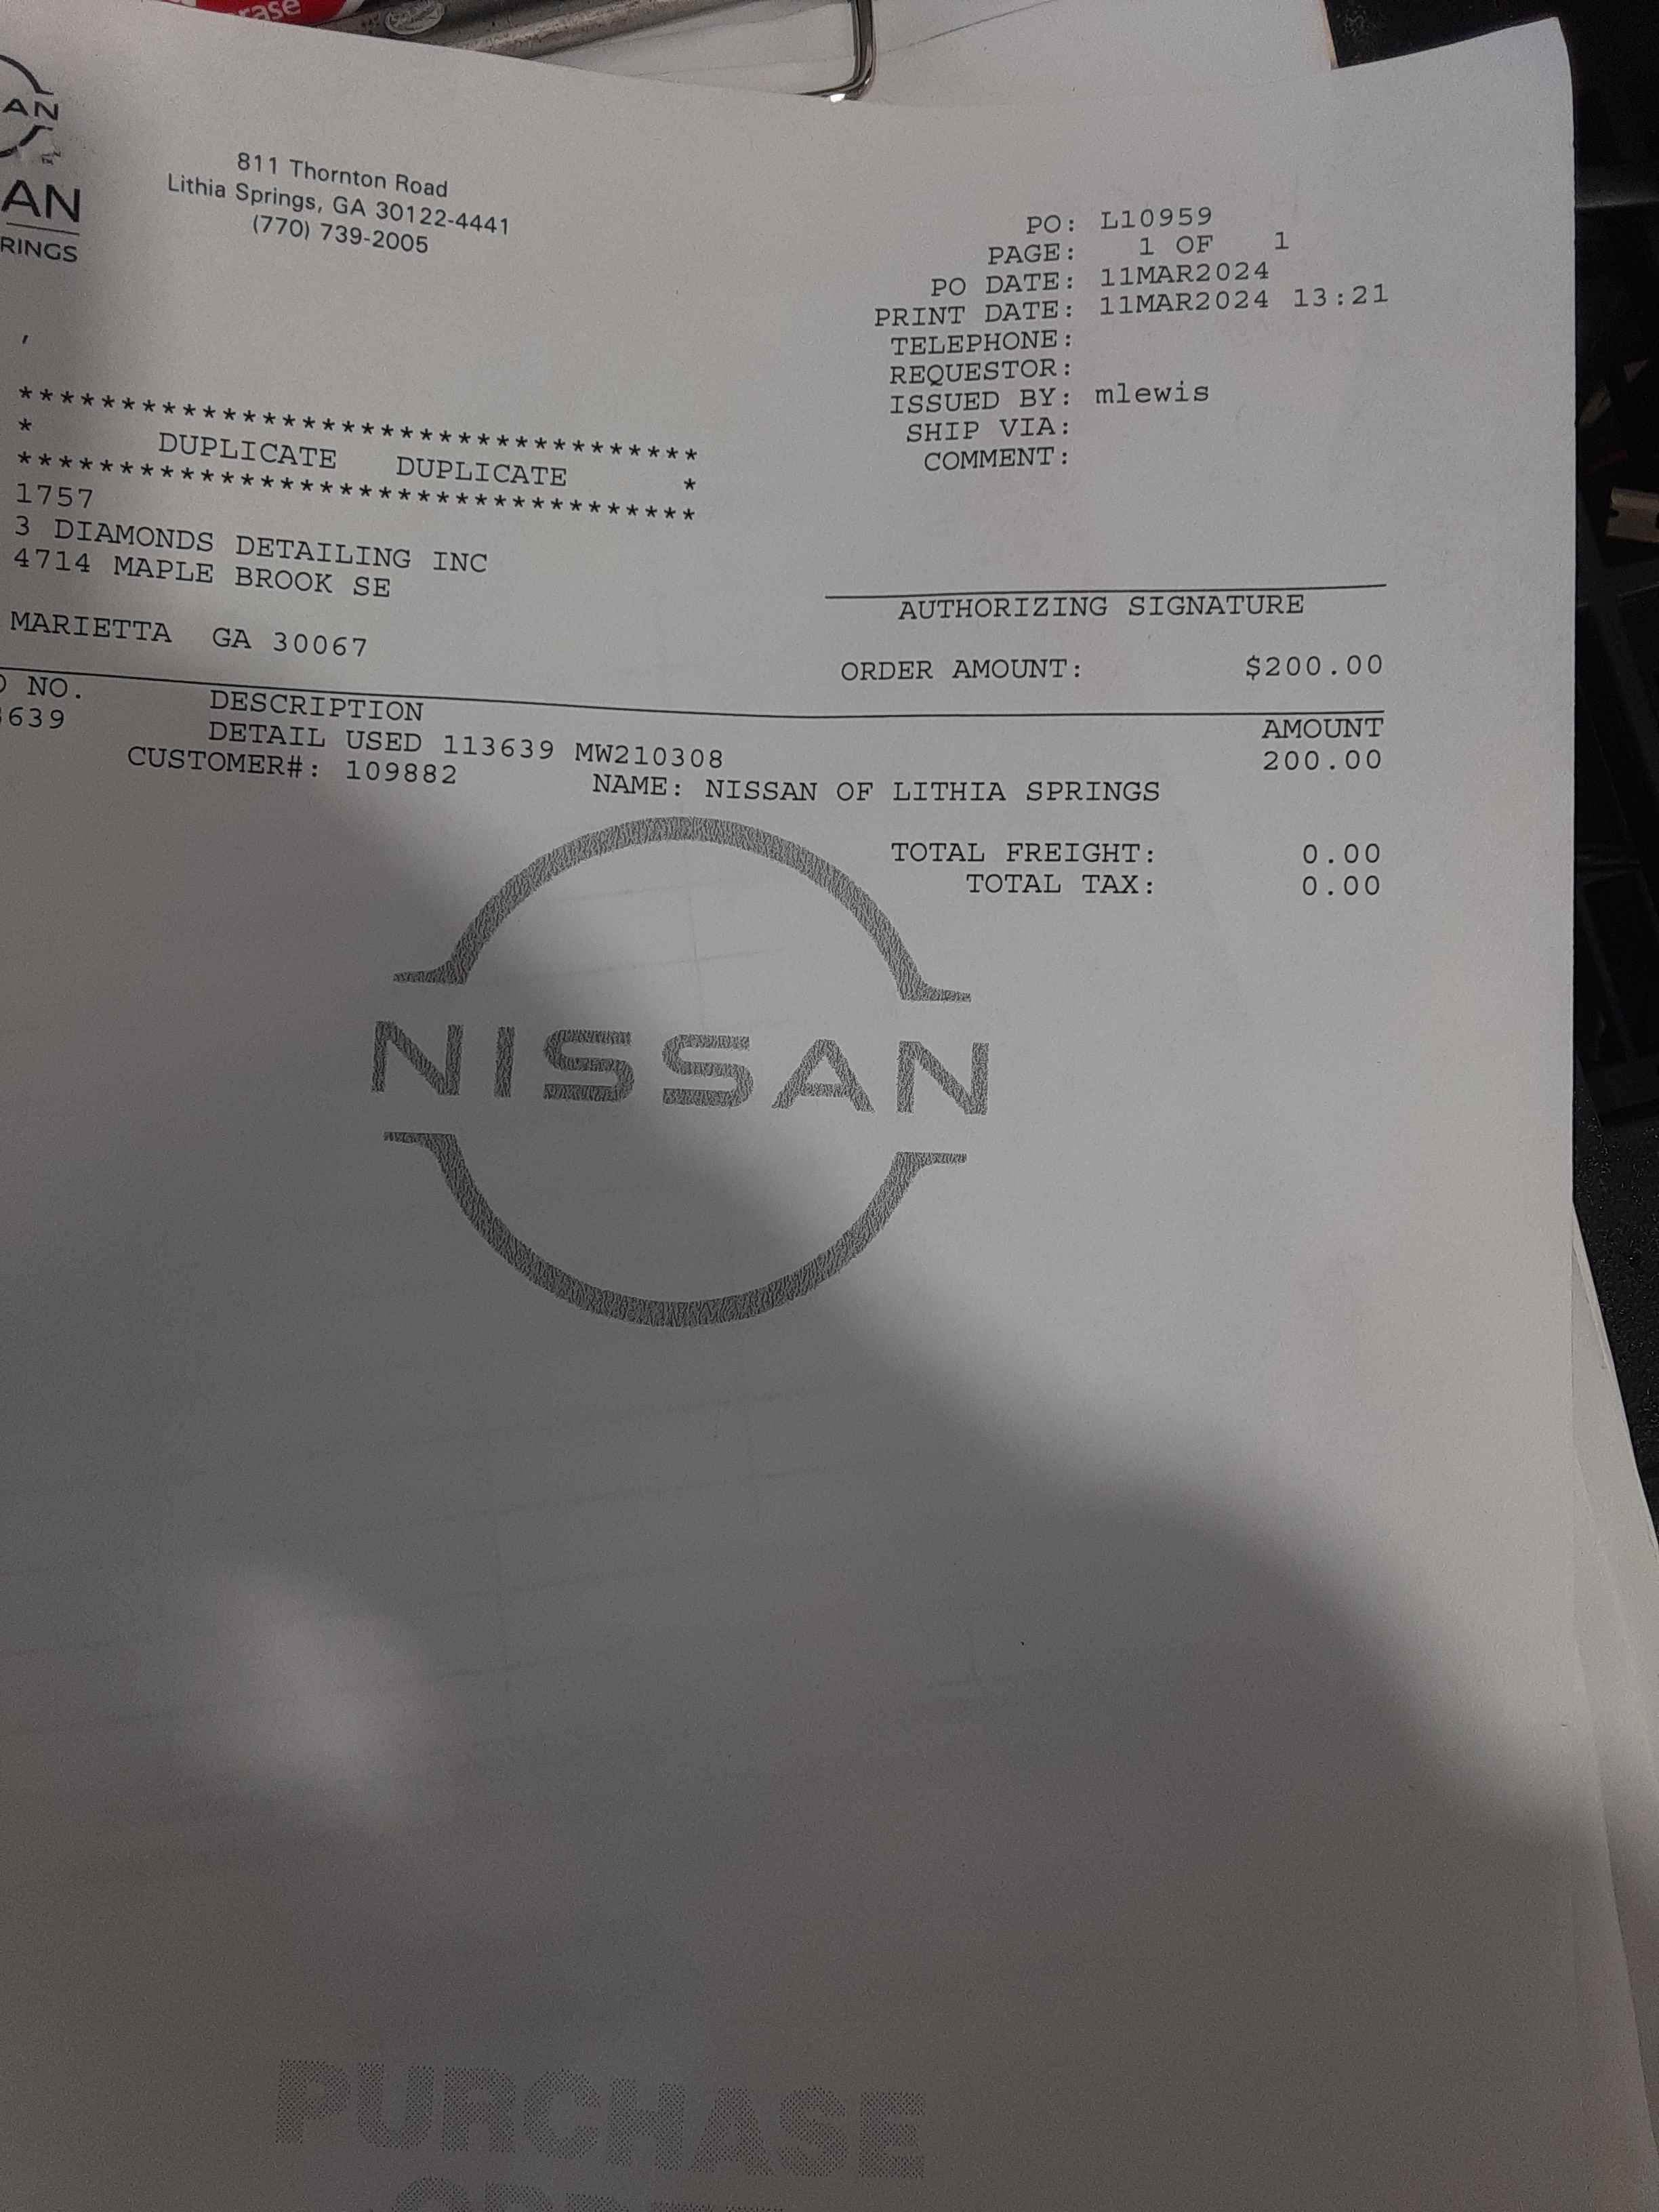 rase
AN
AN
RINGS
811 Thornton Road
Lithia Springs, GA 30122-4441
(770) 739-2005
PO: L10959
PAGE: 1 OF 1
PO DATE: 11MAR2024
PRINT DATE: 11MAR2024 13:21
TELEPHONE:
REQUESTOR:
ISSUED BY: mlewis
SHIP VIA:
COMMENT:
,
**********************************
* DUPLICATE DUPLICATE *
**********************************
1757
3 DIAMONDS DETAILING INC
4714 MAPLE BROOK SE
MARIETTA GA 30067
AUTHORIZING SIGNATURE
ORDER AMOUNT: $200.00
NO. DESCRIPTION AMOUNT
639 DETAIL USED 113639 MW210308 200.00
CUSTOMER#: 109882 NAME: NISSAN OF LITHIA SPRINGS
TOTAL FREIGHT: 0.00
TOTAL TAX: 0.00
NISSAN
PURCHASE